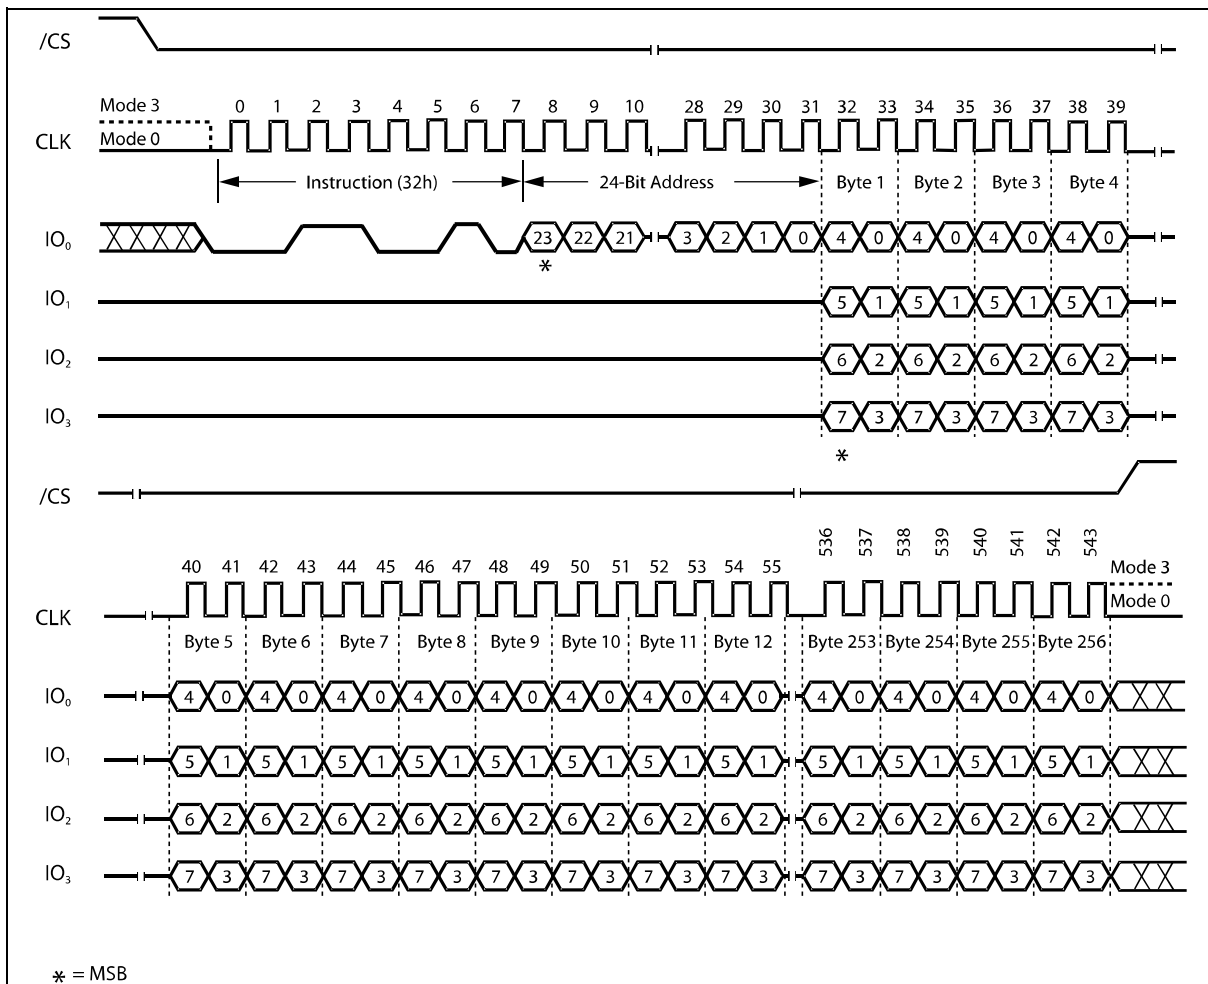 /CS
0 1 2 3 4 5 6 7 8 9 10 28 29 30 31 32 33 34 35 36 37 38 39
Mode 3
CLK Mode 0
Instruction (32h) 24-Bit Address Byte 1 Byte 2 Byte 3 Byte 4
IO₀ 23 22 21 3 2 1 0 4 0 4 0 4 0 4 0
*
IO₁ 5 1 5 1 5 1 5 1
IO₂ 6 2 6 2 6 2 6 2
IO₃ 7 3 7 3 7 3 7 3
*
/CS
536 537 538 539 540 541 542 543
40 41 42 43 44 45 46 47 48 49 50 51 52 53 54 55 Mode 3
CLK Mode 0
Byte 5 Byte 6 Byte 7 Byte 8 Byte 9 Byte 10 Byte 11 Byte 12 Byte 253 Byte 254 Byte 255 Byte 256
IO₀ 4 0 4 0 4 0 4 0 4 0 4 0 4 0 4 0 4 0 4 0 4 0 4 0
IO₁ 5 1 5 1 5 1 5 1 5 1 5 1 5 1 5 1 5 1 5 1 5 1 5 1
IO₂ 6 2 6 2 6 2 6 2 6 2 6 2 6 2 6 2 6 2 6 2 6 2 6 2
IO₃ 7 3 7 3 7 3 7 3 7 3 7 3 7 3 7 3 7 3 7 3 7 3 7 3
* = MSB